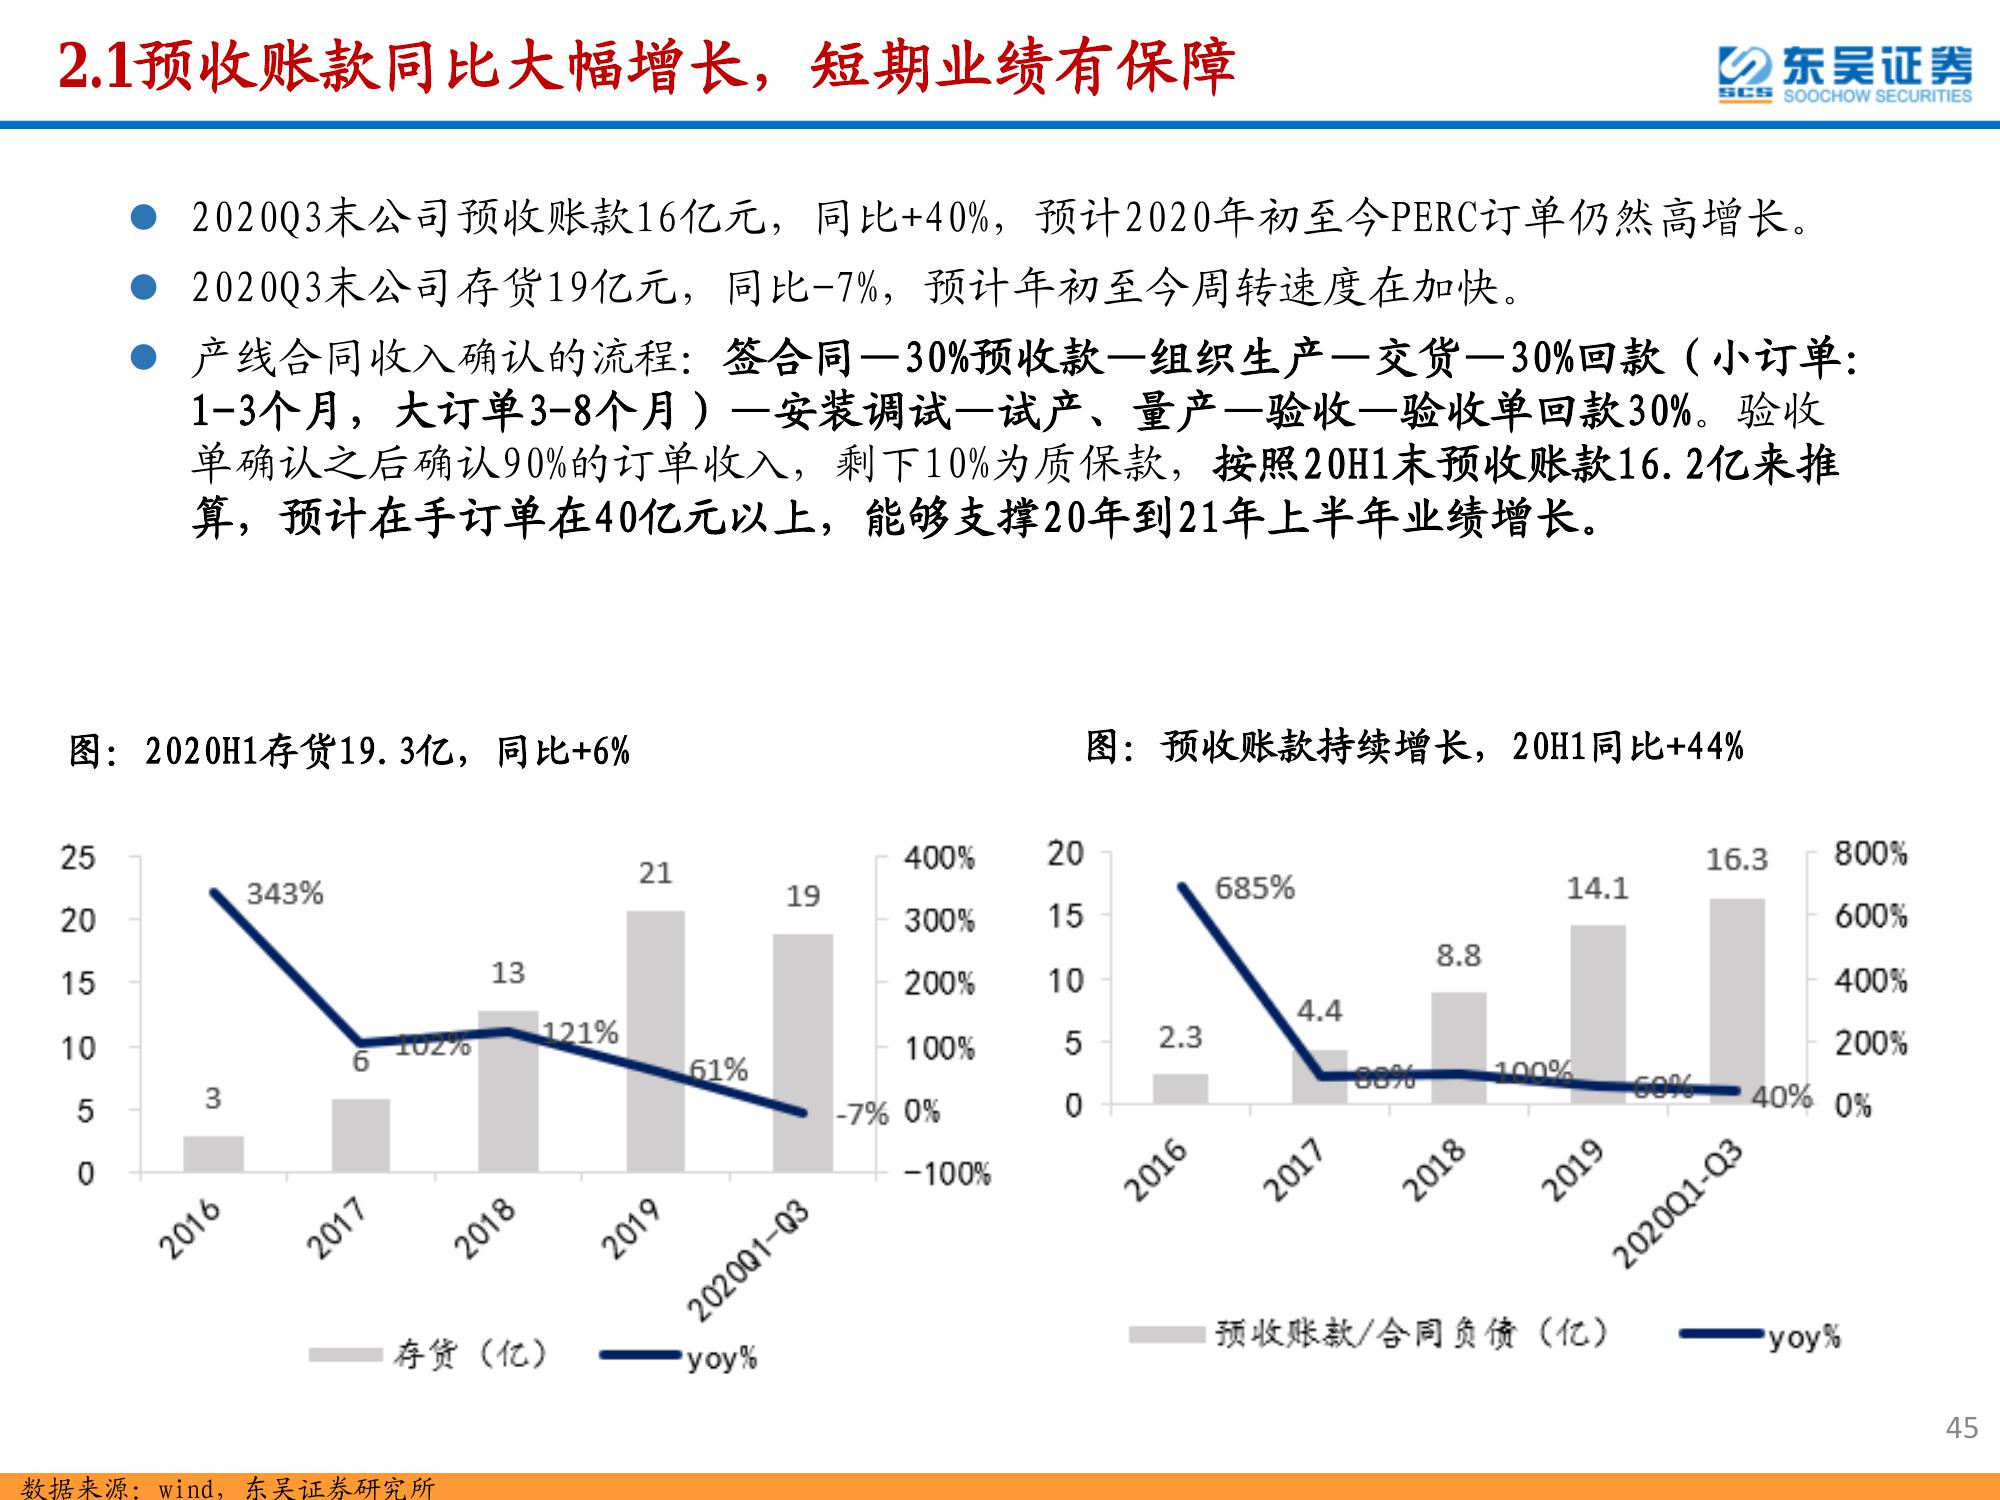 2.1预收账款同比大幅增长，短期业绩有保障
东吴证券
SCS
SOOCHOW SECURITIES
2020Q3末公司预收账款16亿元，同比+40%，预计2020年初至今PERC订单仍然高增长。
2020Q3末公司存货19亿元，同比-7%，预计年初至今周转速度在加快。
产线合同收入确认的流程：签合同—30%预收款—组织生产—交货—30%回款（小订单：
1-3个月，大订单3-8个月）—安装调试—试产、量产—验收—验收单回款30%。验收
单确认之后确认90%的订单收入，剩下10%为质保款，按照20H1末预收账款16.2亿来推
算，预计在手订单在40亿元以上，能够支撑20年到21年上半年业绩增长。
图：2020H1存货19.3亿，同比+6%
25
20
15
10
5
0
400%
300%
200%
100%
0%
-100%
3
6
13
21
19
343%
102%
121%
61%
-7%
2016
2017
2018
2019
2020Q1-Q3
存货（亿）
yoy%
图：预收账款持续增长，20H1同比+44%
20
15
10
5
0
800%
600%
400%
200%
0%
2.3
4.4
8.8
14.1
16.3
685%
88%
100%
60%
40%
2016
2017
2018
2019
2020Q1-Q3
预收账款/合同负债（亿）
yoy%
45
数据来源：wind，东吴证券研究所